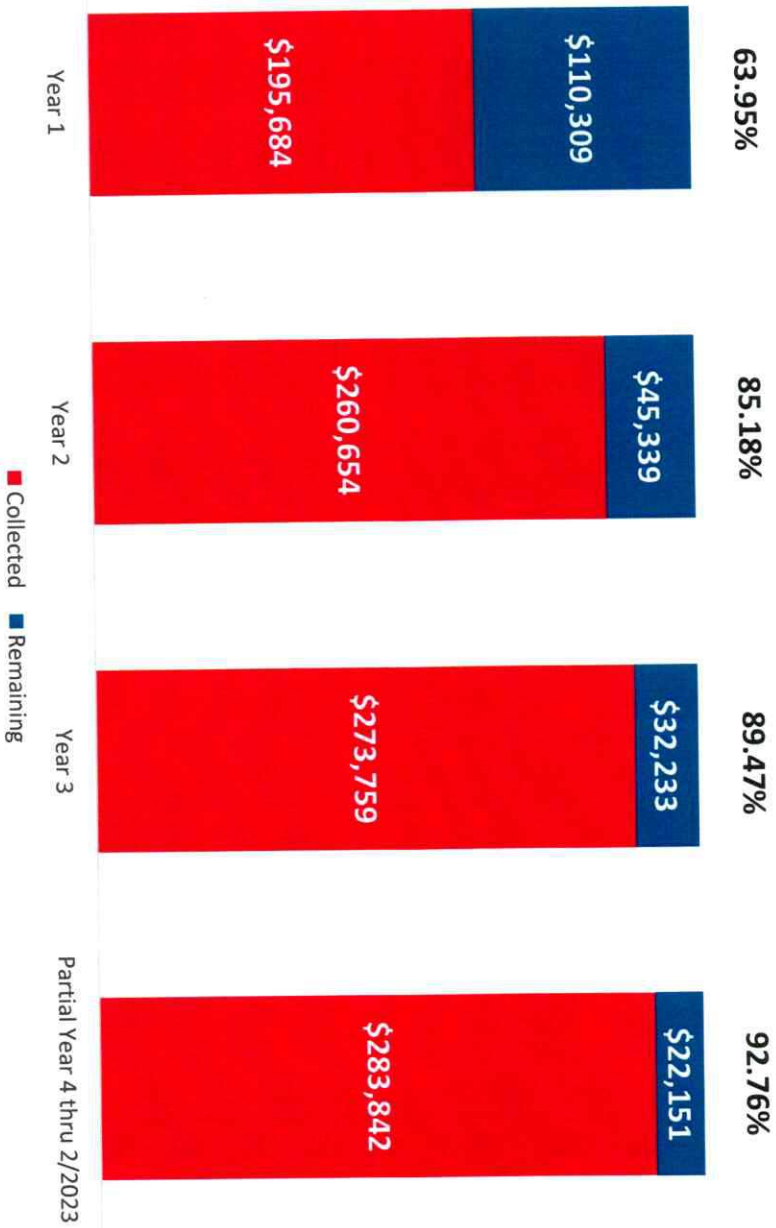 63.95% 85.18% 89.47% 92.76%
$110,309 $45,339 $32,233 $22,151
$195,684 $260,654 $273,759 $283,842
Year 1 Year 2 Year 3 Partial Year 4 thru 2/2023
Collected Remaining